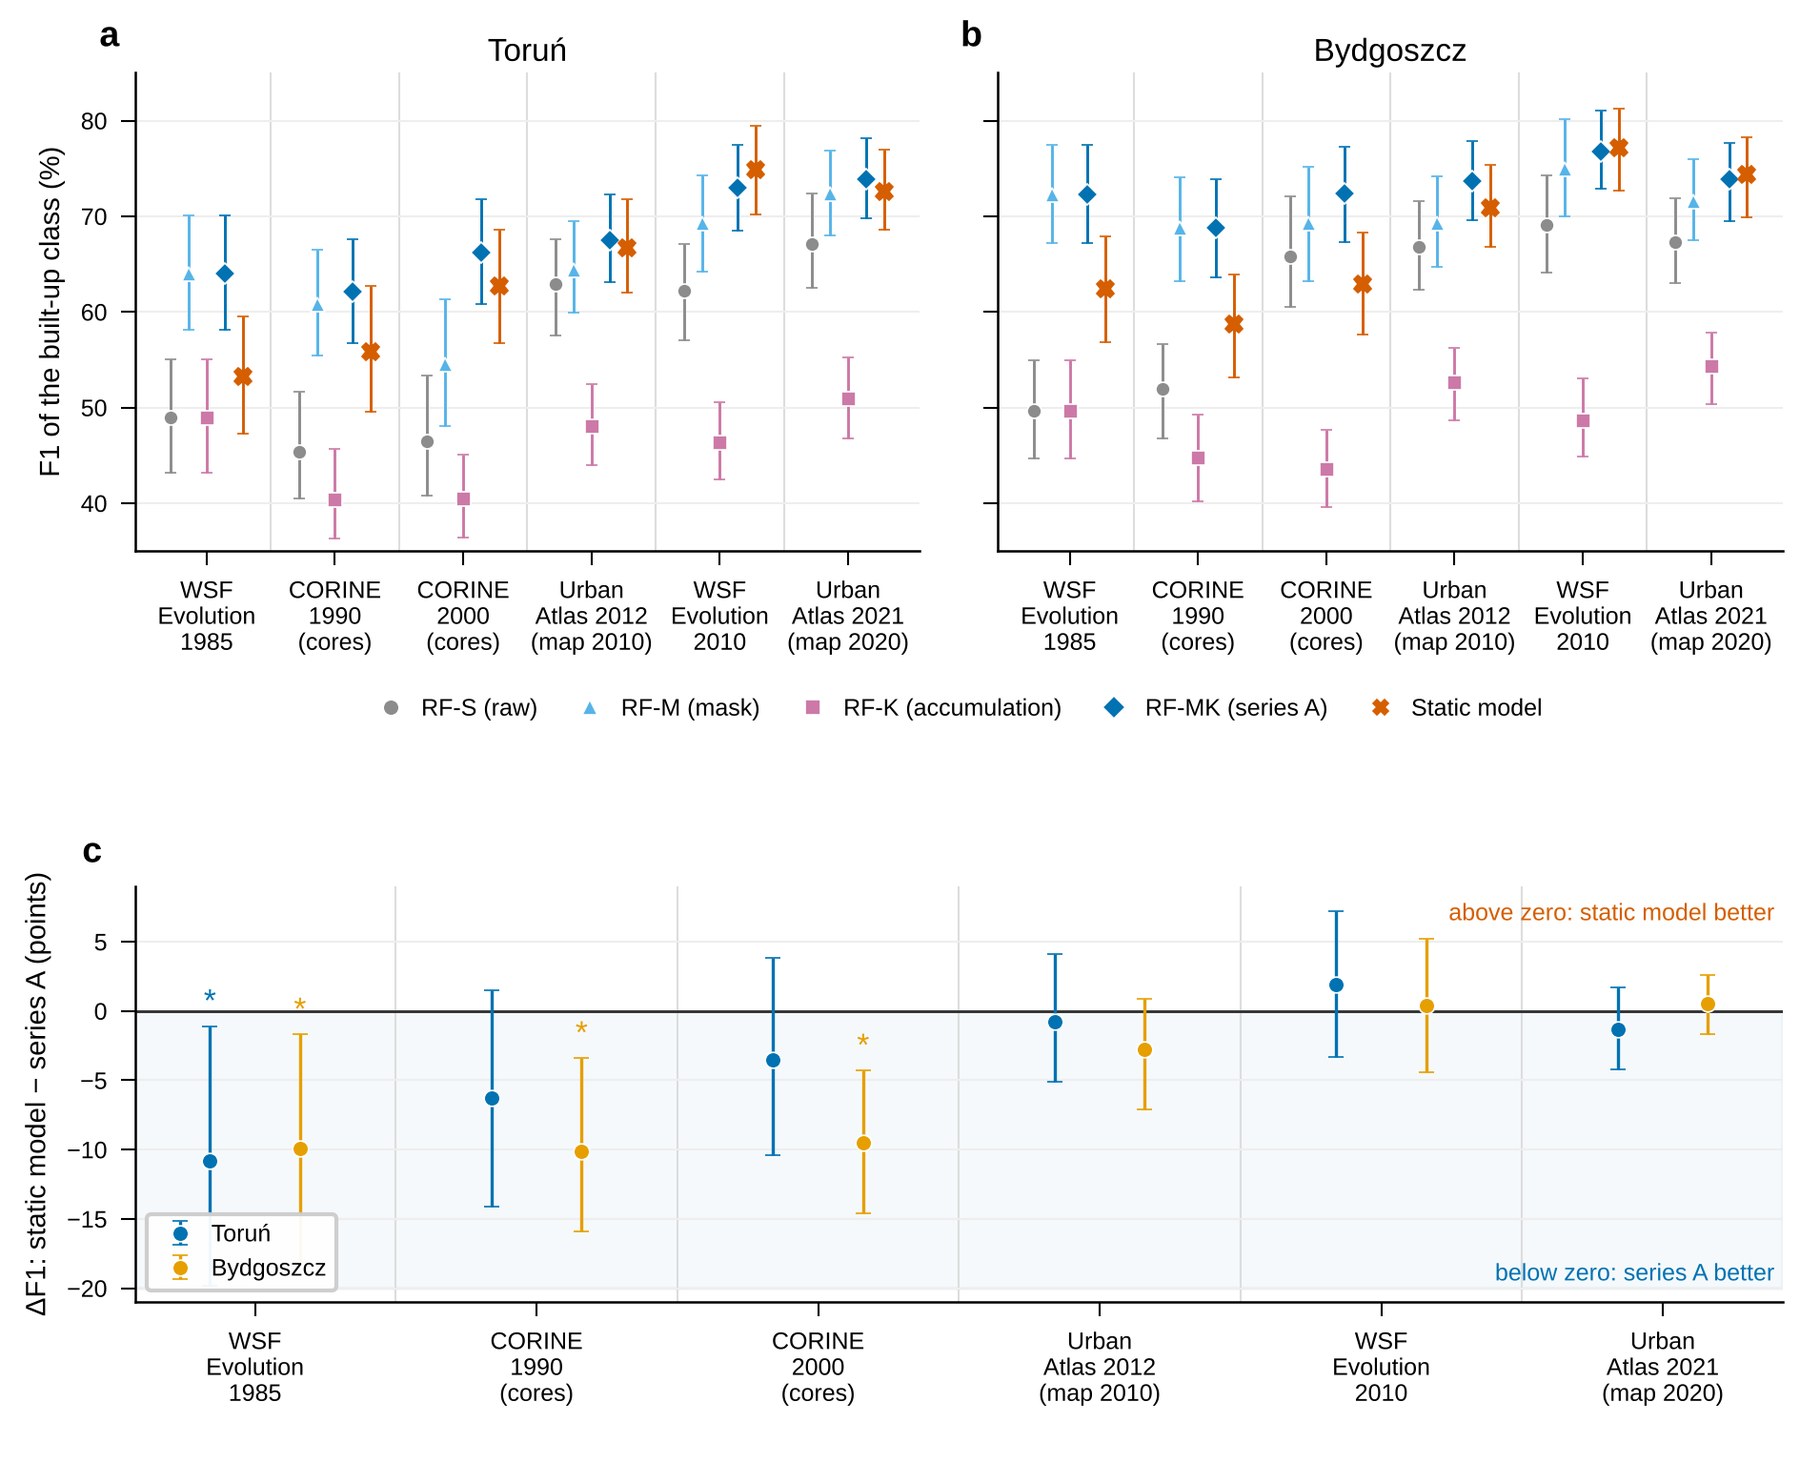 a
Toruń
b
Bydgoszcz
F1 of the built-up class (%)
80
70
60
50
40
WSF
Evolution
1985
CORINE
1990
(cores)
CORINE
2000
(cores)
Urban
Atlas 2012
(map 2010)
WSF
Evolution
2010
Urban
Atlas 2021
(map 2020)
WSF
Evolution
1985
CORINE
1990
(cores)
CORINE
2000
(cores)
Urban
Atlas 2012
(map 2010)
WSF
Evolution
2010
Urban
Atlas 2021
(map 2020)
RF-S (raw)
RF-M (mask)
RF-K (accumulation)
RF-MK (series A)
Static model
c
ΔF1: static model − series A (points)
5
0
−5
−10
−15
−20
above zero: static model better
*
*
*
*
Toruń
Bydgoszcz
below zero: series A better
WSF
Evolution
1985
CORINE
1990
(cores)
CORINE
2000
(cores)
Urban
Atlas 2012
(map 2010)
WSF
Evolution
2010
Urban
Atlas 2021
(map 2020)